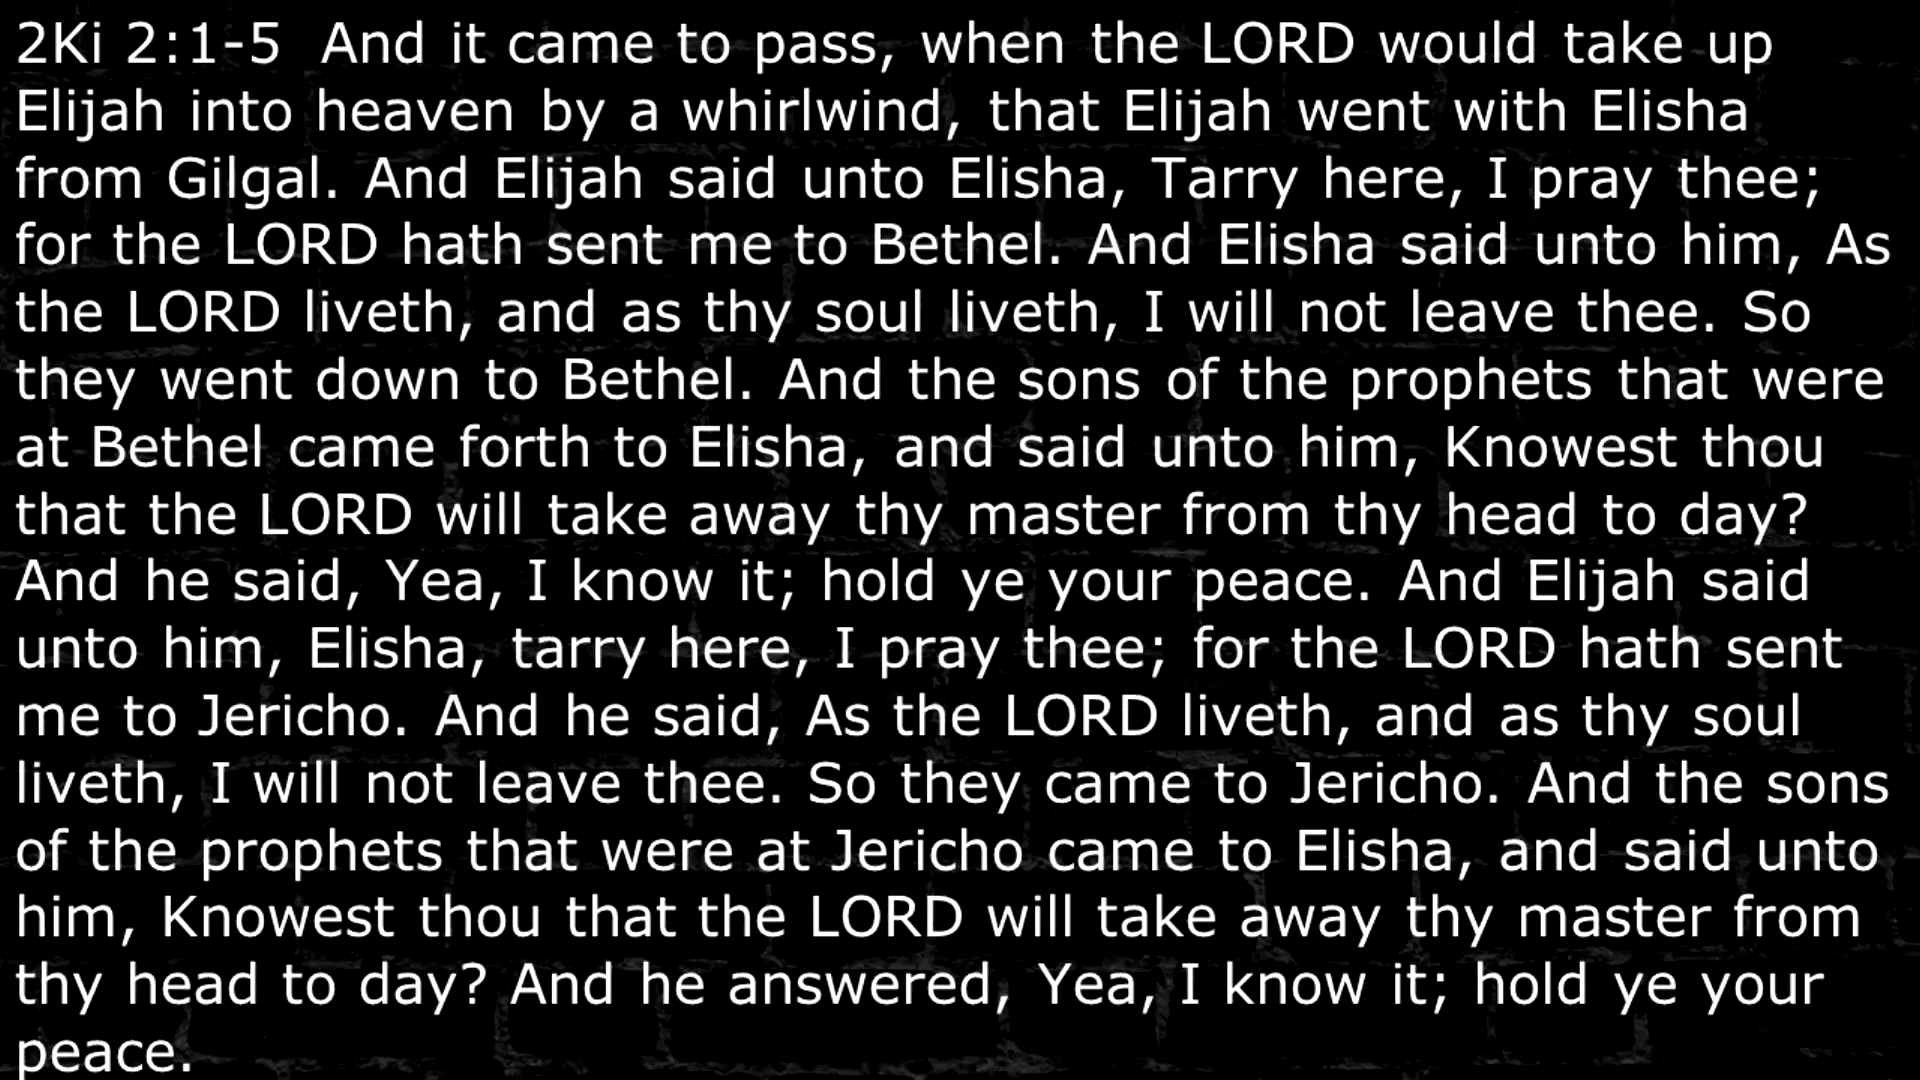 2Ki 2:1-5  And it came to pass, when the LORD would take up
Elijah into heaven by a whirlwind, that Elijah went with Elisha
from Gilgal. And Elijah said unto Elisha, Tarry here, I pray thee;
for the LORD hath sent me to Bethel. And Elisha said unto him, As
the LORD liveth, and as thy soul liveth, I will not leave thee. So
they went down to Bethel. And the sons of the prophets that were
at Bethel came forth to Elisha, and said unto him, Knowest thou
that the LORD will take away thy master from thy head to day?
And he said, Yea, I know it; hold ye your peace. And Elijah said
unto him, Elisha, tarry here, I pray thee; for the LORD hath sent
me to Jericho. And he said, As the LORD liveth, and as thy soul
liveth, I will not leave thee. So they came to Jericho. And the sons
of the prophets that were at Jericho came to Elisha, and said unto
him, Knowest thou that the LORD will take away thy master from
thy head to day? And he answered, Yea, I know it; hold ye your
peace.